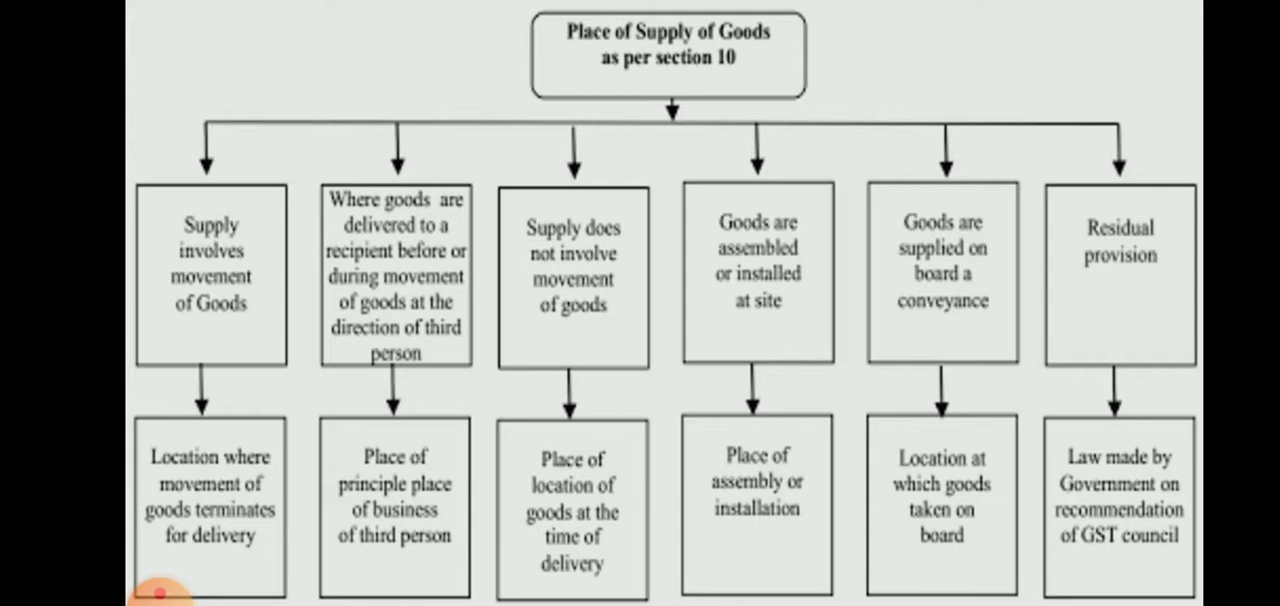 Place of Supply of Goods
as per section 10
Supply
involves
movement
of Goods
Where goods are
delivered to a
recipient before or
during movement
of goods at the
direction of third
person
Supply does
not involve
movement
of goods
Goods are
assembled
or installed
at site
Goods are
supplied on
board a
conveyance
Residual
provision
Location where
movement of
goods terminates
for delivery
Place of
principle place
of business
of third person
Place of
location of
goods at the
time of
delivery
Place of
assembly or
installation
Location at
which goods
taken on
board
Law made by
Government on
recommendation
of GST council